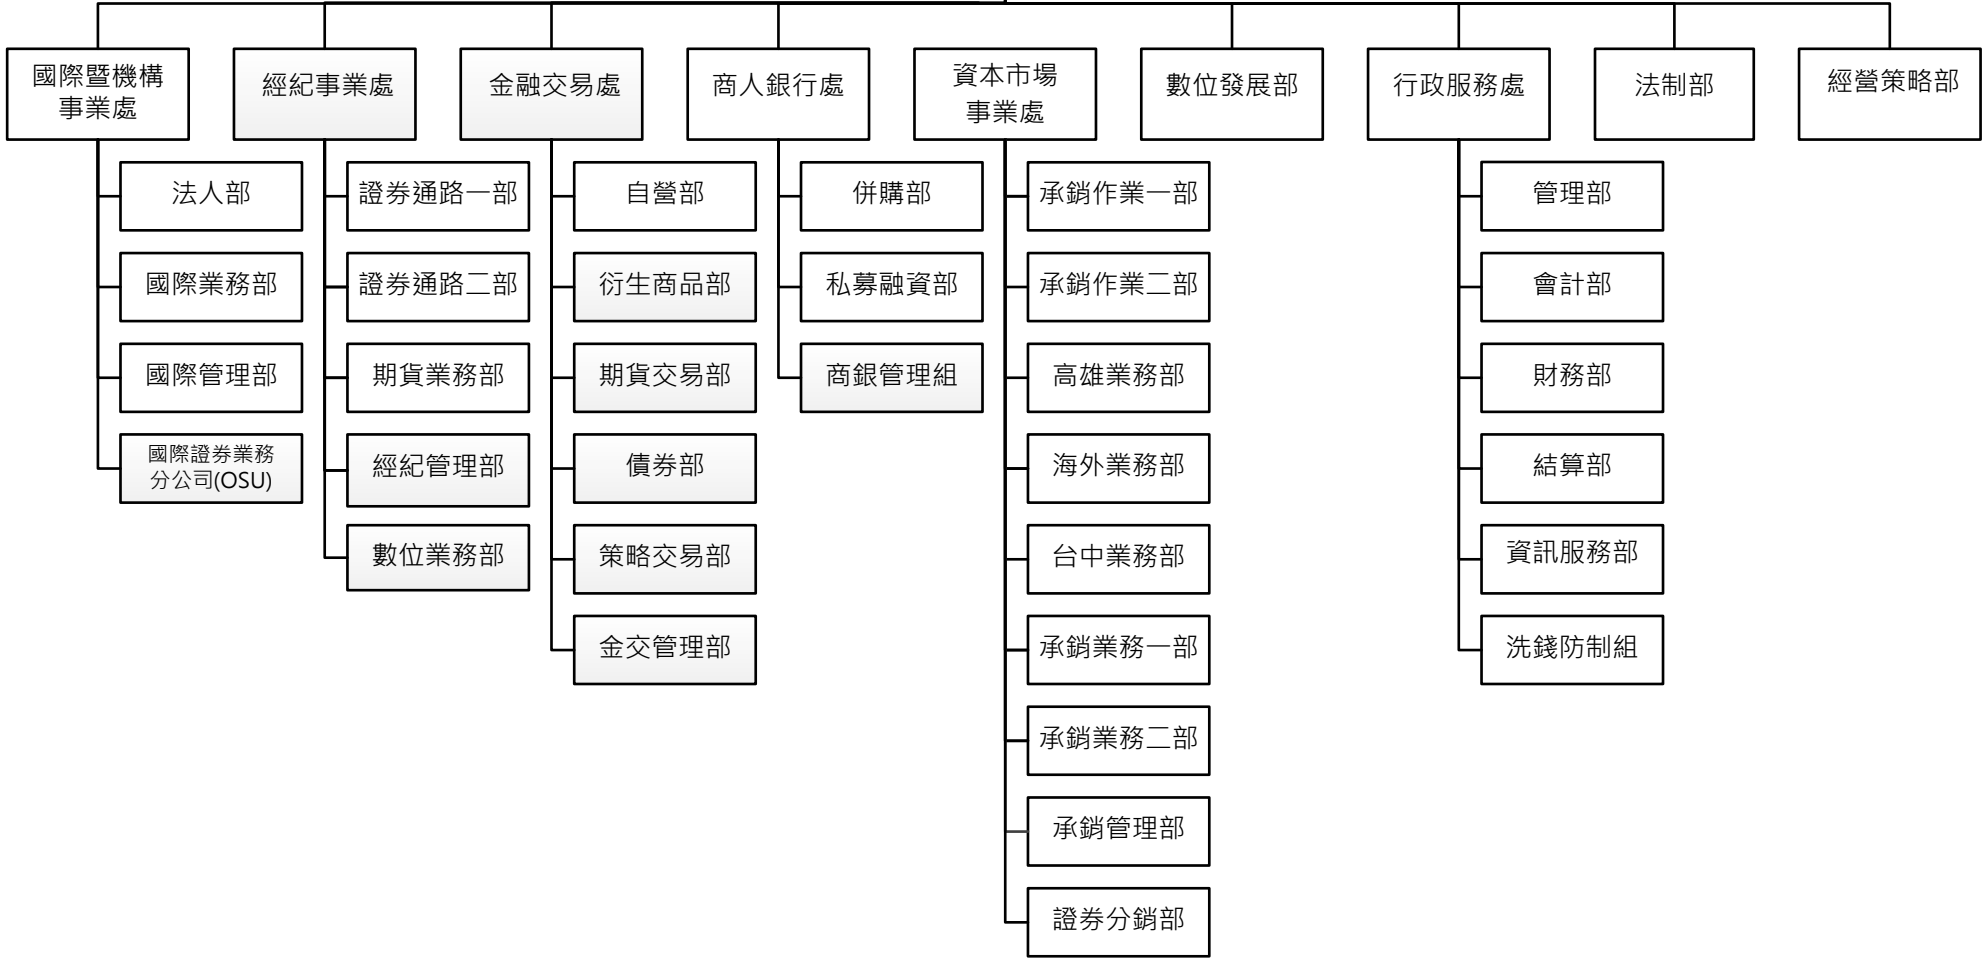 國際暨機構
事業處
經紀事業處
金融交易處
商人銀行處
資本市場
事業處
數位發展部
行政服務處
法制部
經營策略部
法人部
國際業務部
國際管理部
國際證券業務
分公司(OSU)
證券通路一部
證券通路二部
期貨業務部
經紀管理部
數位業務部
自營部
衍生商品部
期貨交易部
債券部
策略交易部
金交管理部
併購部
私募融資部
商銀管理組
承銷作業一部
承銷作業二部
高雄業務部
海外業務部
台中業務部
承銷業務一部
承銷業務二部
承銷管理部
證券分銷部
管理部
會計部
財務部
結算部
資訊服務部
洗錢防制組